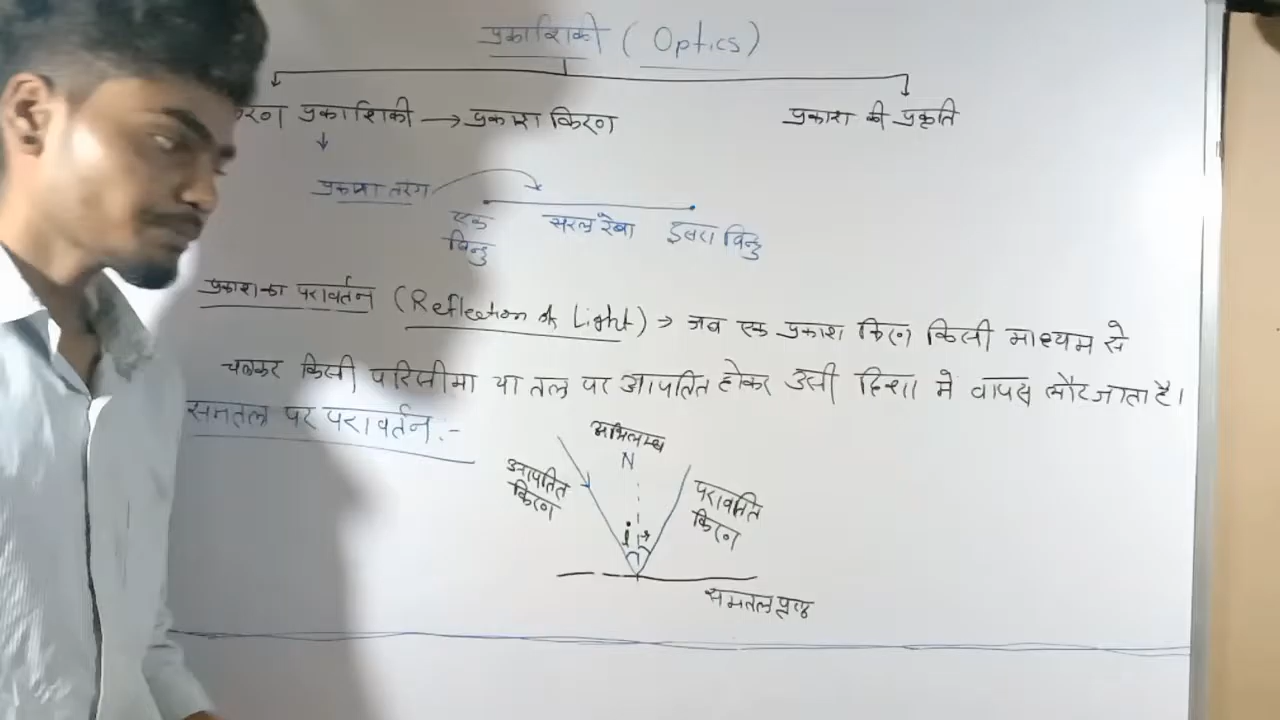 प्रकाशिकी ( Optics )
प्रकाशिकी → प्रकाश किरण
प्रकाश की प्रकृति
प्रकाश तरंग
एक बिन्दु
सरल रेखा
दुसरा बिन्दु
प्रकाश का परावर्तन (Reflection of Light) → जब एक प्रकाश किरण किसी माध्यम से
चलकर किसी परिसीमा या तल पर आपतित होकर उसी दिशा में वापस लौट जाता है।
समतल पर परावर्तन :-
अभिलम्ब
N
आपतित
किरण
परावर्तित
किरण
i r
समतल पृष्ठ